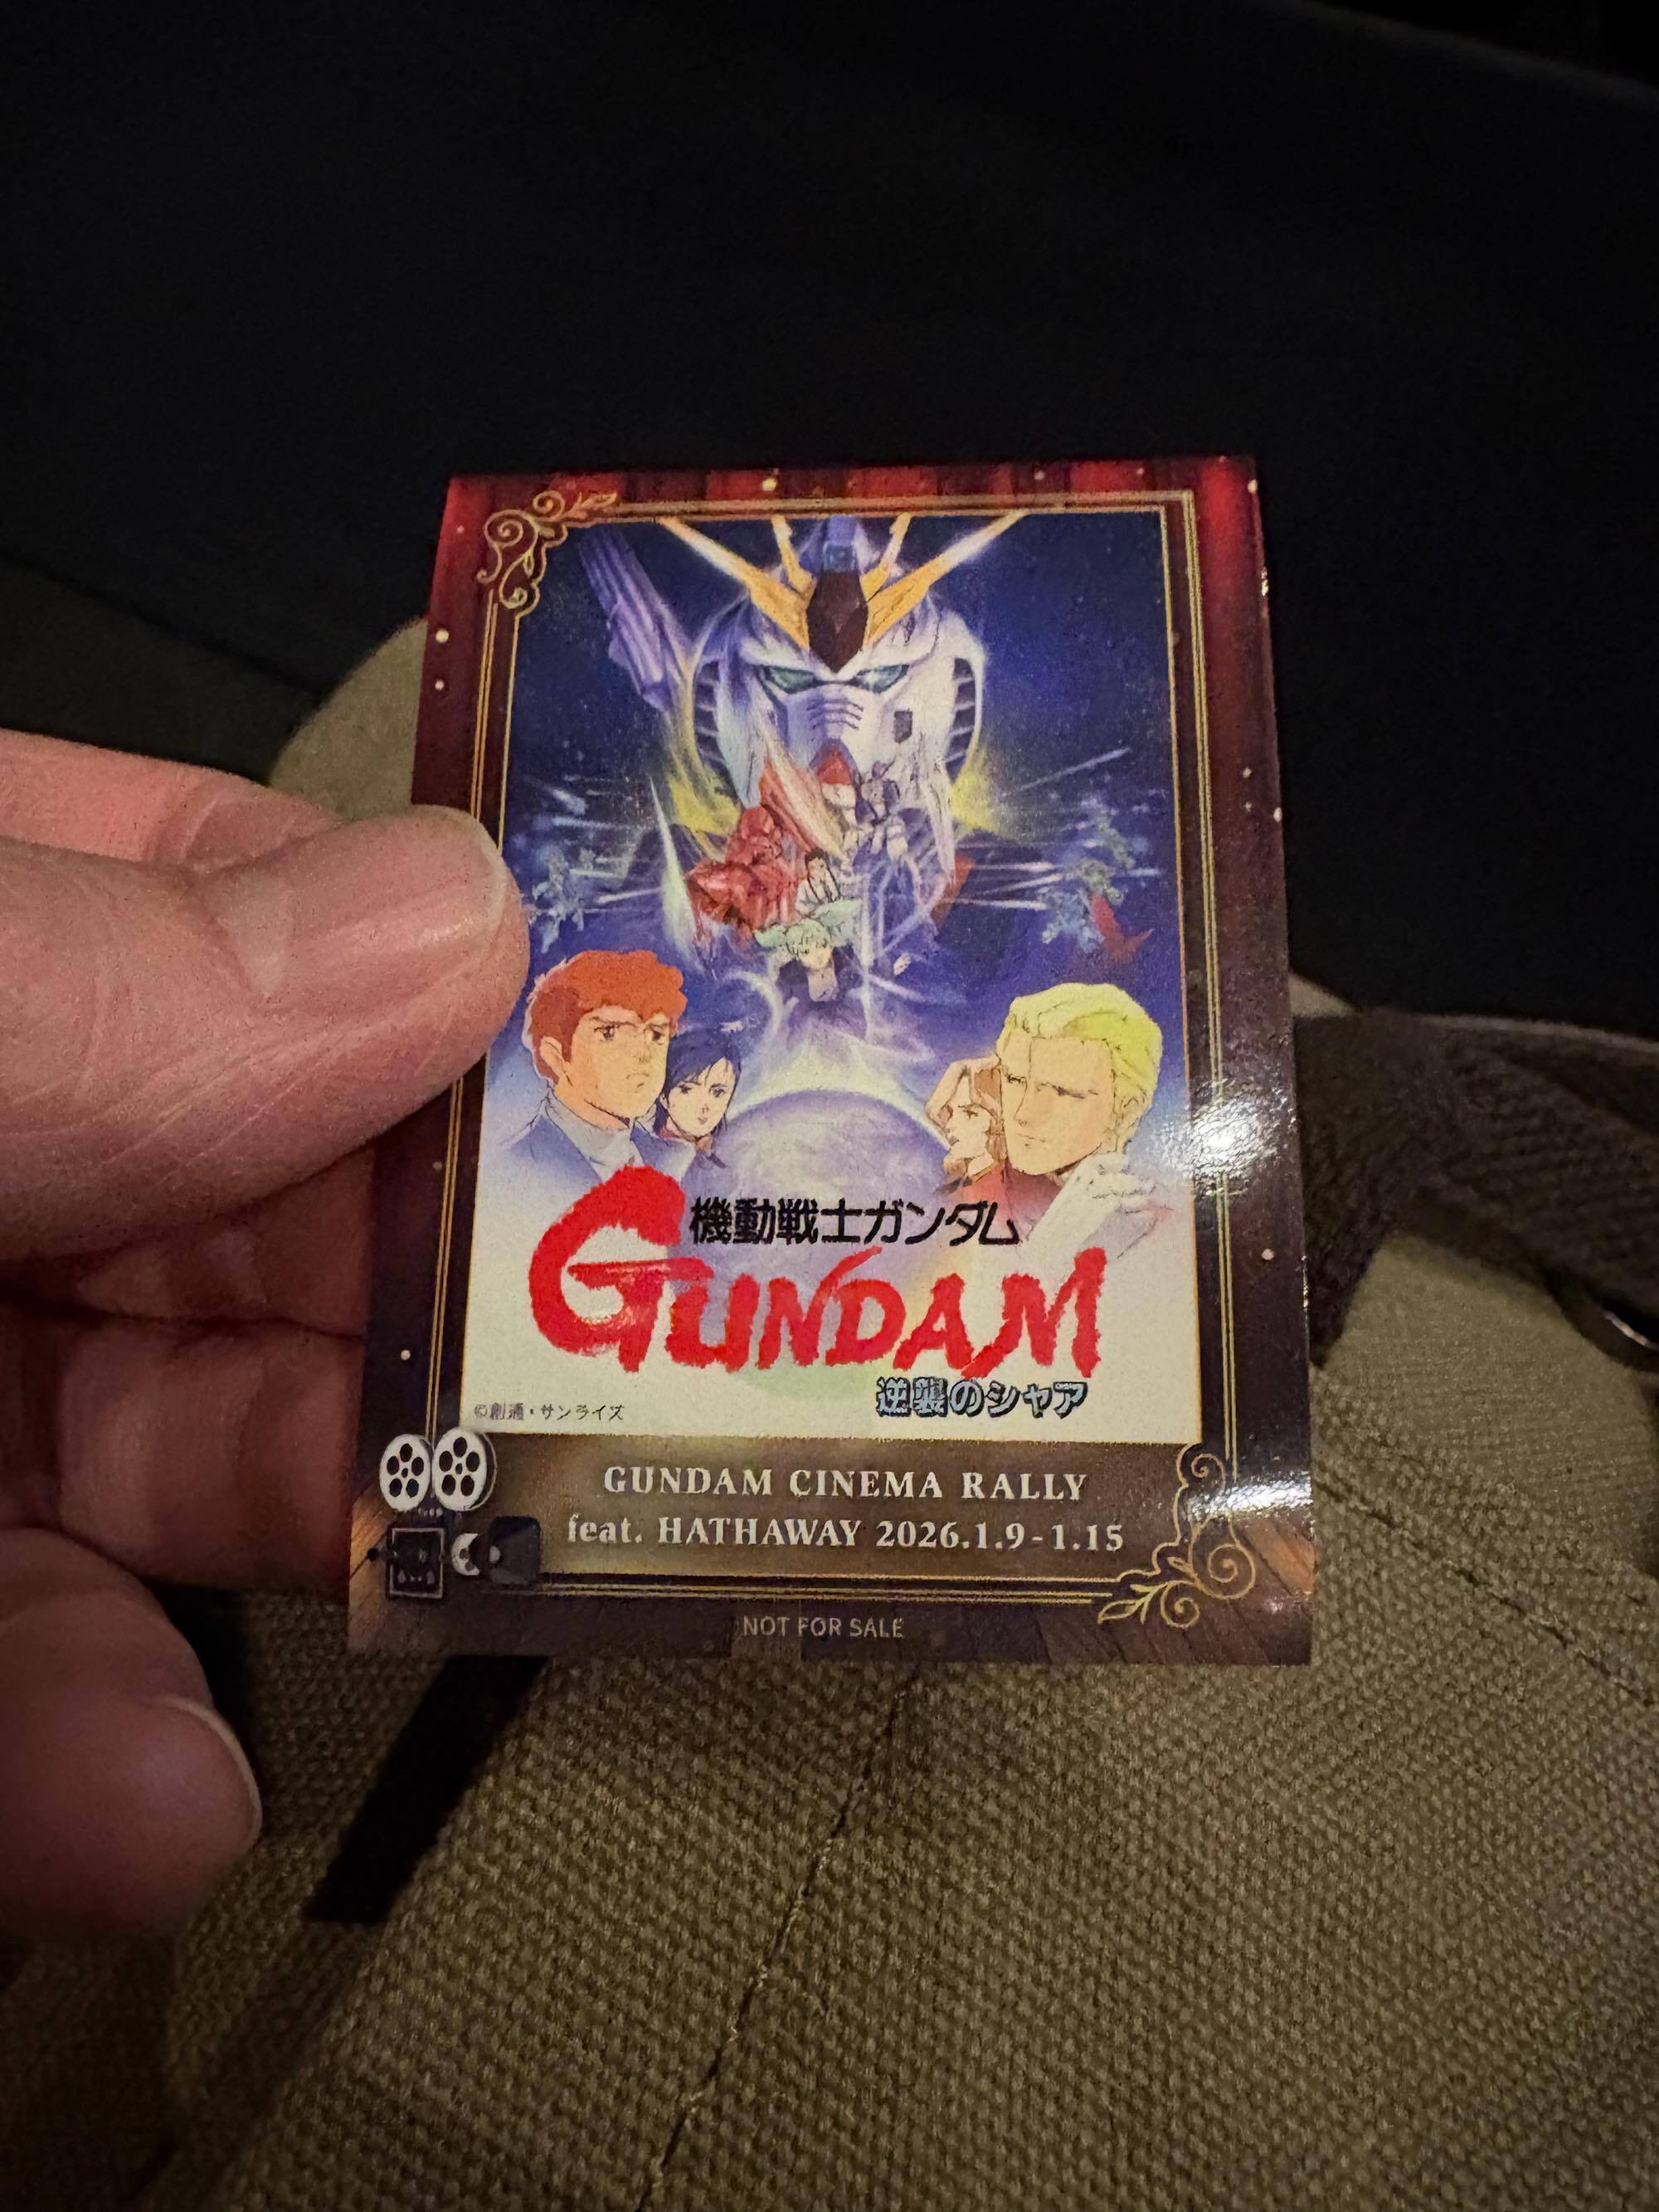 機動戦士ガンダム
GUNDAM
逆襲のシャア
©創通・サンライズ
GUNDAM CINEMA RALLY
feat. HATHAWAY 2026.1.9-1.15
NOT FOR SALE